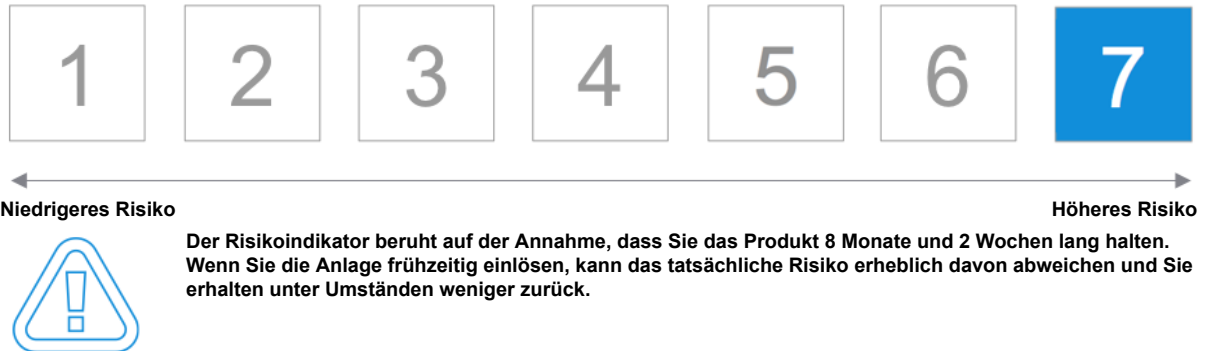 1 2 3 4 5 6 7
Niedrigeres Risiko Höheres Risiko
Der Risikoindikator beruht auf der Annahme, dass Sie das Produkt 8 Monate und 2 Wochen lang halten.
Wenn Sie die Anlage frühzeitig einlösen, kann das tatsächliche Risiko erheblich davon abweichen und Sie
erhalten unter Umständen weniger zurück.